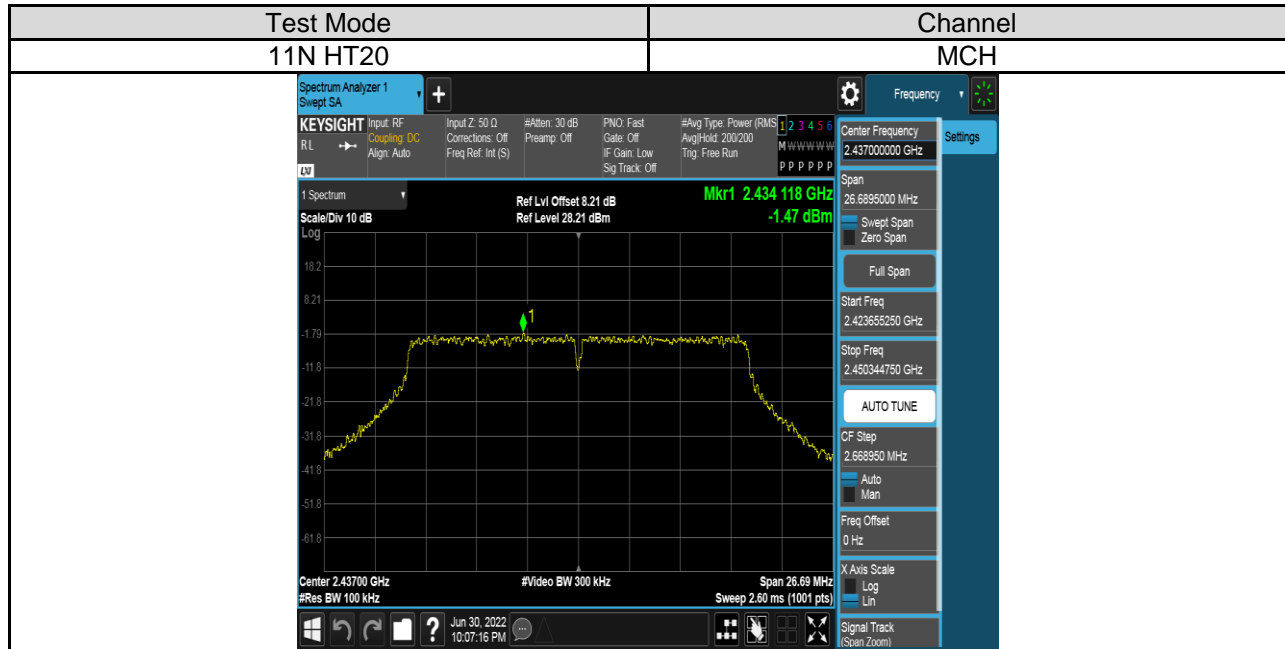 Test Mode
Channel
11N HT20
MCH
Spectrum Analyzer 1
Swept SA
+
Frequency
KEYSIGHT
RL
LXI
Input: RF
Coupling: DC
Align: Auto
Input Z: 50 Ω
Corrections: Off
Freq Ref: Int (S)
#Atten: 30 dB
Preamp: Off
PNO: Fast
Gate: Off
IF Gain: Low
Sig Track: Off
#Avg Type: Power (RMS
Avg|Hold: 200/200
Trig: Free Run
1 2 3 4 5 6
M W W W W W
P P P P P P
Settings
Center Frequency
2.437000000 GHz
1 Spectrum
Scale/Div 10 dB
Log
Ref Lvl Offset 8.21 dB
Ref Level 28.21 dBm
Mkr1 2.434 118 GHz
-1.47 dBm
18.2
8.21
-1.79
-11.8
-21.8
-31.8
-41.8
-51.8
-61.8
1
Center 2.43700 GHz
#Res BW 100 kHz
#Video BW 300 kHz
Span 26.69 MHz
Sweep 2.60 ms (1001 pts)
Span
26.6895000 MHz
Swept Span
Zero Span
Full Span
Start Freq
2.423655250 GHz
Stop Freq
2.450344750 GHz
AUTO TUNE
CF Step
2.668950 MHz
Auto
Man
Freq Offset
0 Hz
X Axis Scale
Log
Lin
Signal Track
(Span Zoom)
?
Jun 30, 2022
10:07:16 PM